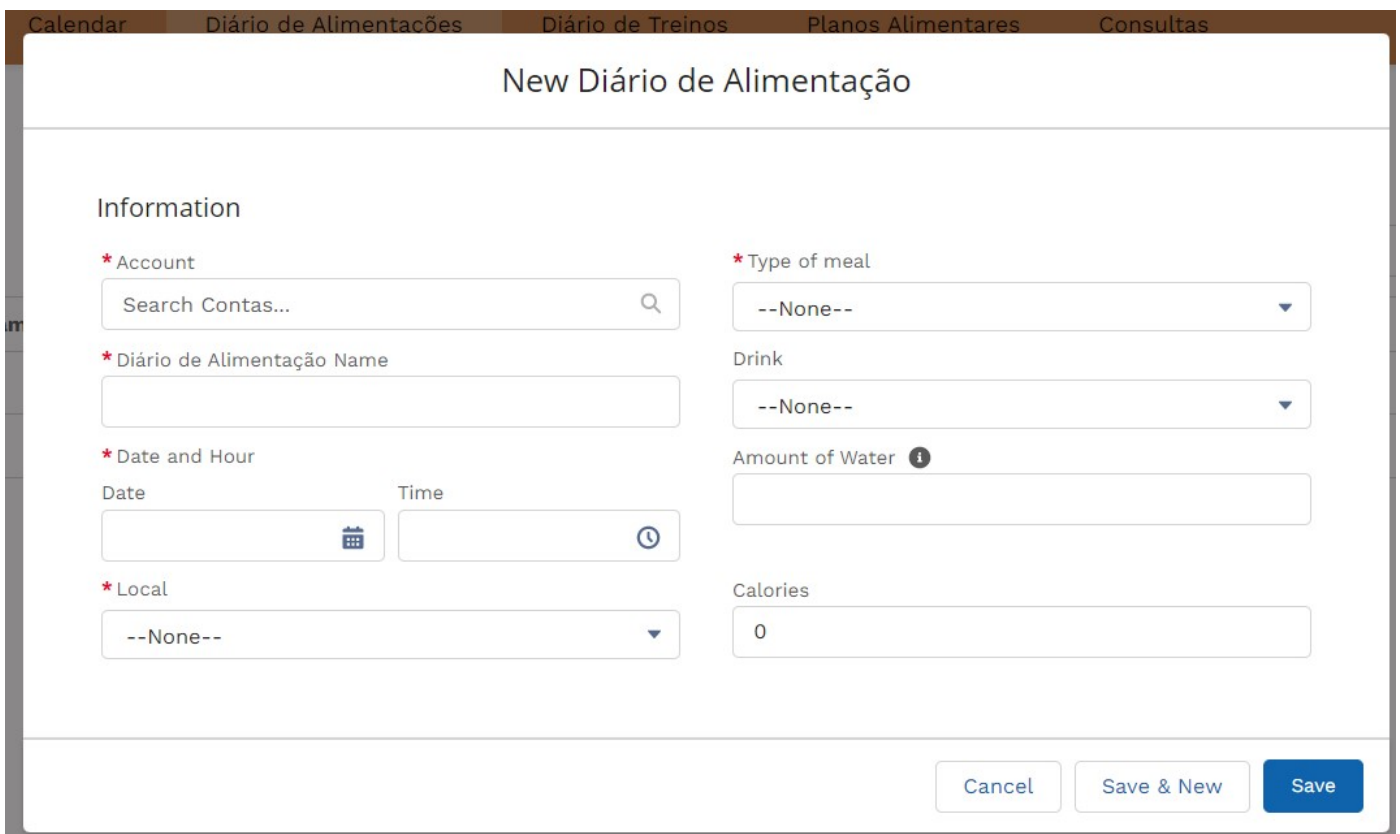 Calendar Diário de Alimentações Diário de Treinos Planos Alimentares Consultas
New Diário de Alimentação
Information
*Account
Search Contas...
*Type of meal
--None--
*Diário de Alimentação Name
Drink
--None--
*Date and Hour
Date Time
Amount of Water
*Local
--None--
Calories
0
Cancel Save & New Save